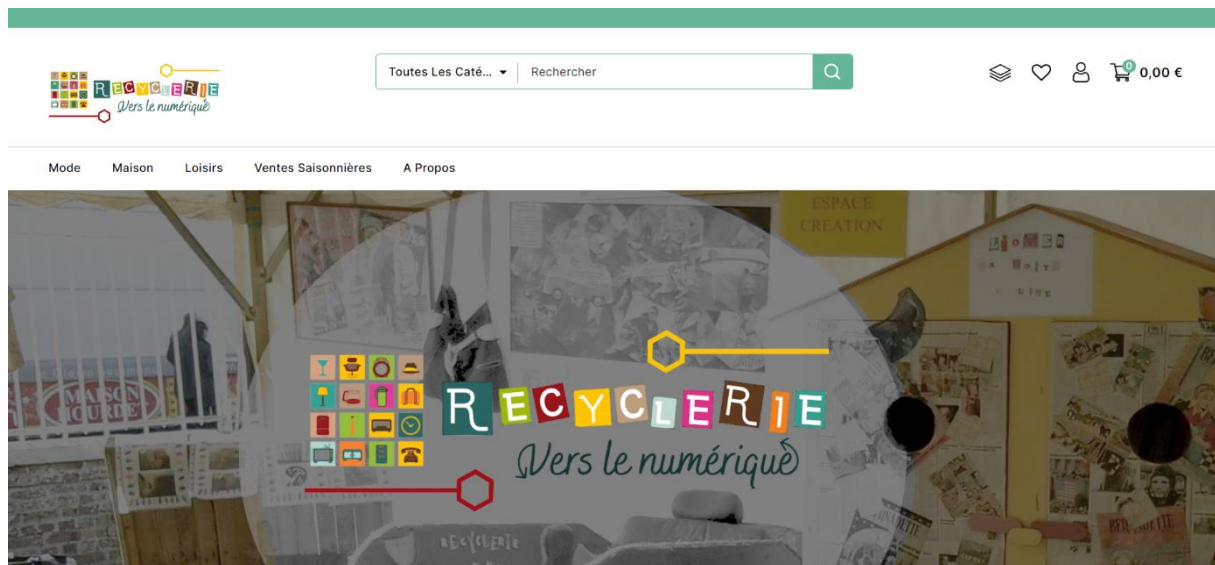 Toutes Les Caté...
Rechercher
0
0,00 €
RECYCLERIE
Vers le numérique
Mode
Maison
Loisirs
Ventes Saisonnières
A Propos
ESPACE
CREATION
MAISON
RECYCLERIE
Vers le numérique
RECYCLERIE